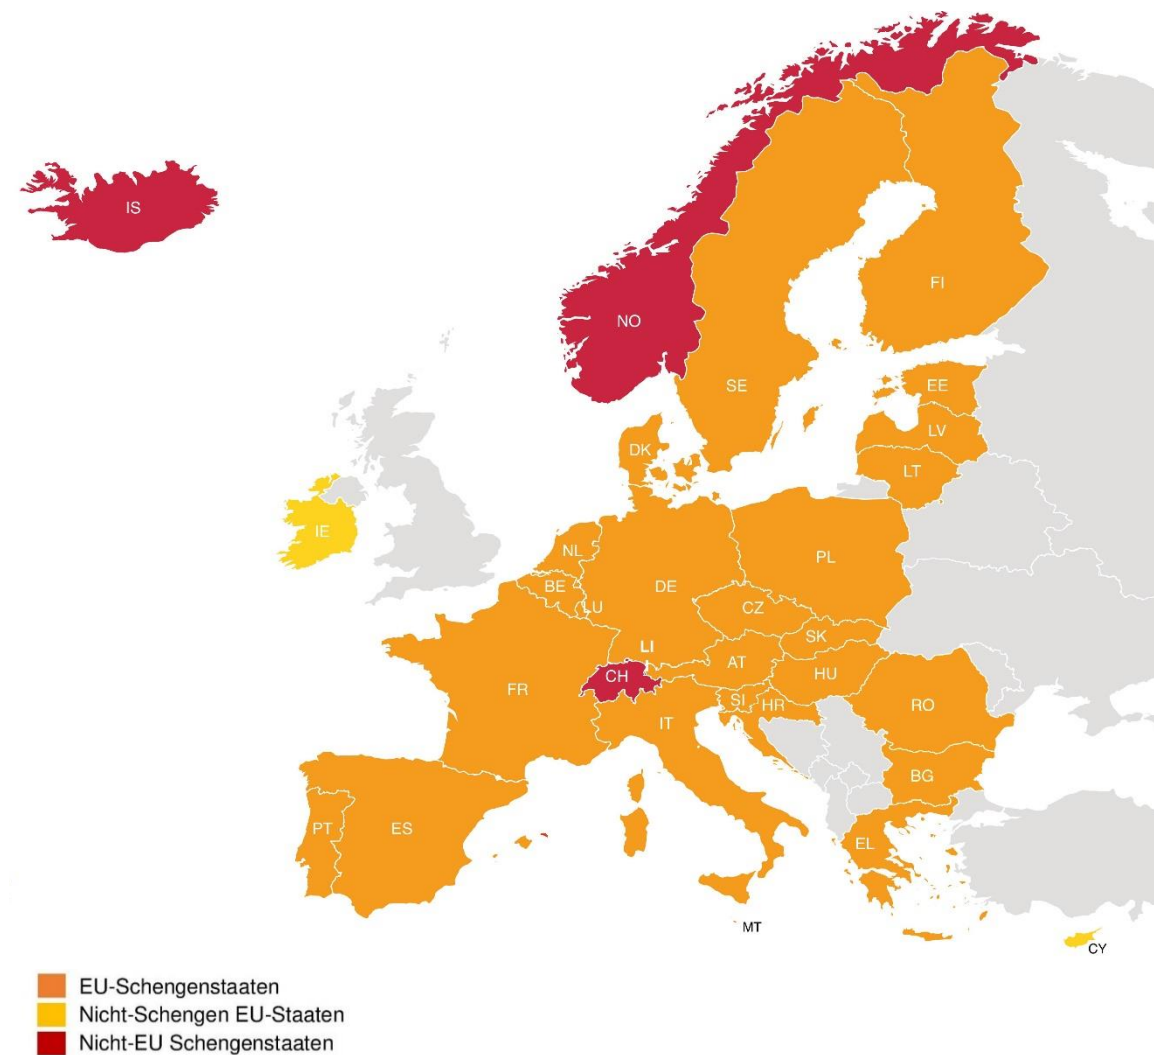 IS
NO
FI
SE
EE
LV
DK
LT
IE
NL
PL
BE
DE
LU
CZ
SK
LI
AT
CH
HU
FR
SI
HR
RO
IT
BG
PT
ES
EL
MT
CY
EU-Schengenstaaten
Nicht-Schengen EU-Staaten
Nicht-EU Schengenstaaten